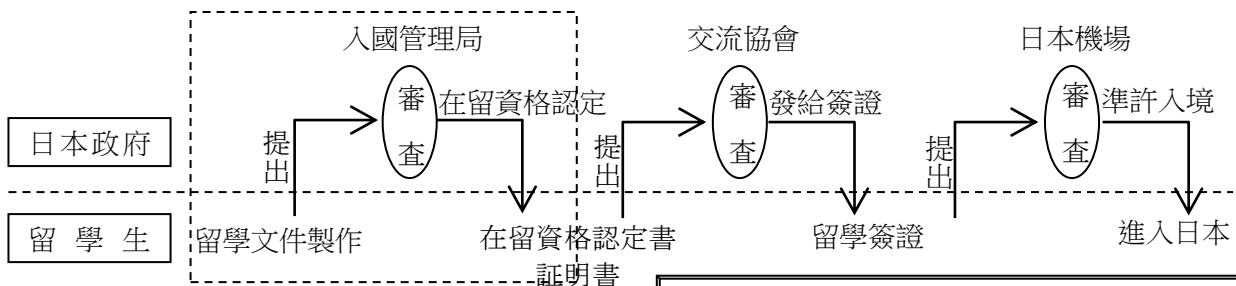 入國管理局
交流協會
日本機場
審查
在留資格認定
審查
發給簽證
審查
準許入境
日本政府
提出
提出
提出
留學生
留學文件製作
在留資格認定書
証明書
留學簽證
進入日本